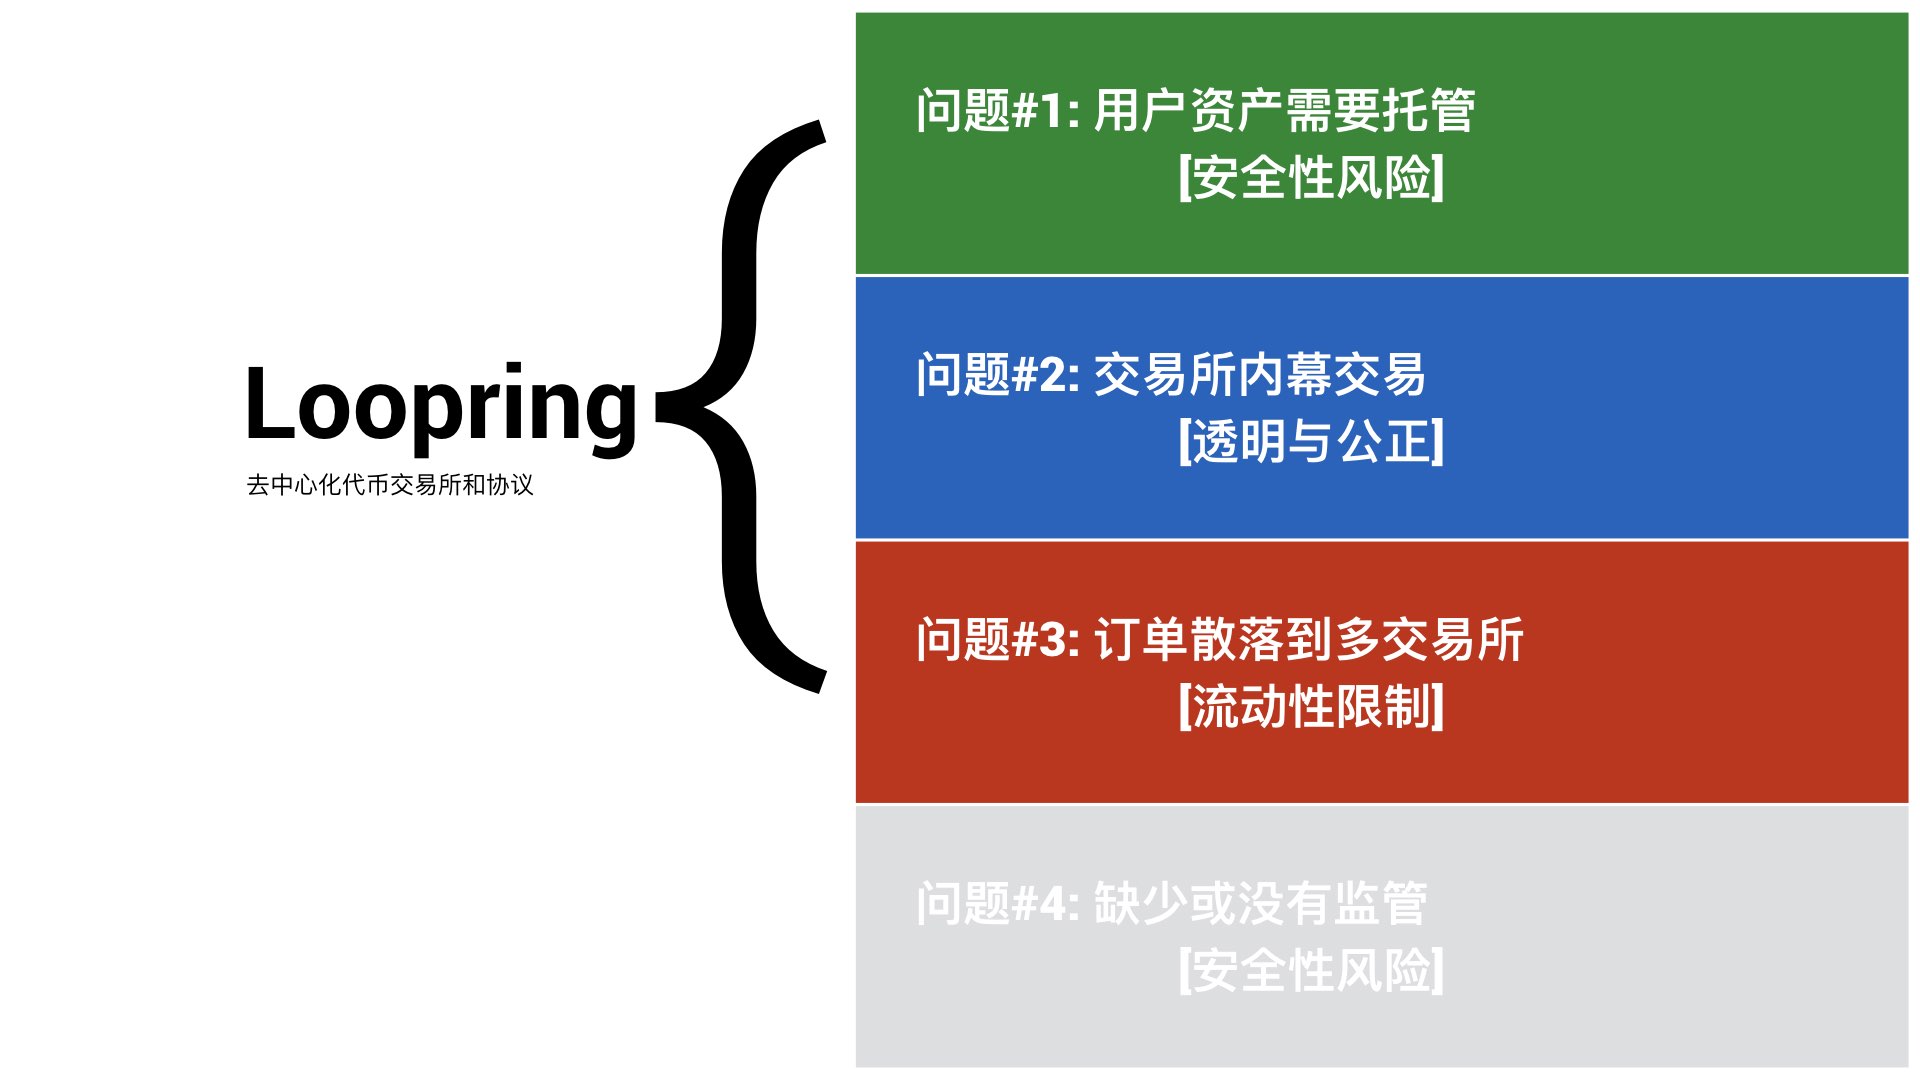 Loopring
去中心化代币交易所和协议
问题#1: 用户资产需要托管
[安全性风险]
问题#2: 交易所内幕交易
[透明与公正]
问题#3: 订单散落到多交易所
[流动性限制]
问题#4: 缺少或没有监管
[安全性风险]